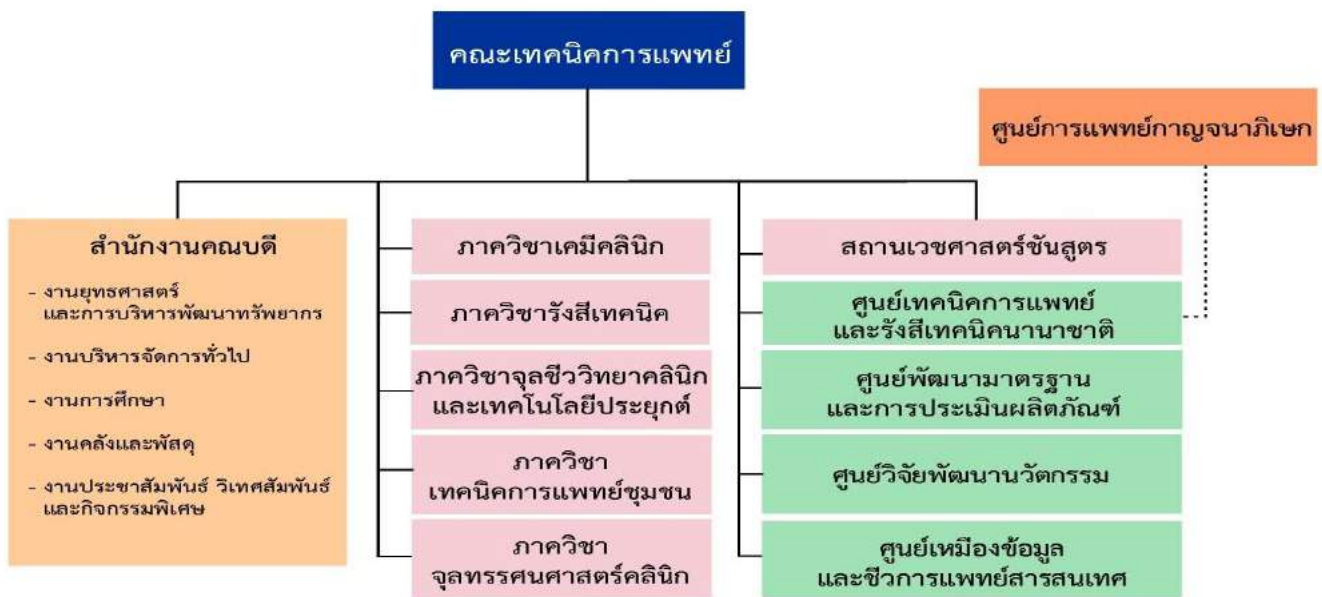 คณะเทคนิคการแพทย์
ศูนย์การแพทย์กาญจนาภิเษก
สำนักงานคณบดี
- งานยุทธศาสตร์
และการบริหารพัฒนาทรัพยากร
- งานบริหารจัดการทั่วไป
- งานการศึกษา
- งานคลังและพัสดุ
- งานประชาสัมพันธ์ วิเทศสัมพันธ์
และกิจกรรมพิเศษ
ภาควิชาเคมีคลินิก
ภาควิชารังสีเทคนิค
ภาควิชาจุลชีววิทยาคลินิก
และเทคโนโลยีประยุกต์
ภาควิชา
เทคนิคการแพทย์ชุมชน
ภาควิชา
จุลทรรศนศาสตร์คลินิก
สถานเวชศาสตร์ชันสูตร
ศูนย์เทคนิคการแพทย์
และรังสีเทคนิคนานาชาติ
ศูนย์พัฒนามาตรฐาน
และการประเมินผลิตภัณฑ์
ศูนย์วิจัยพัฒนานวัตกรรม
ศูนย์เหมืองข้อมูล
และชีวการแพทย์สารสนเทศ